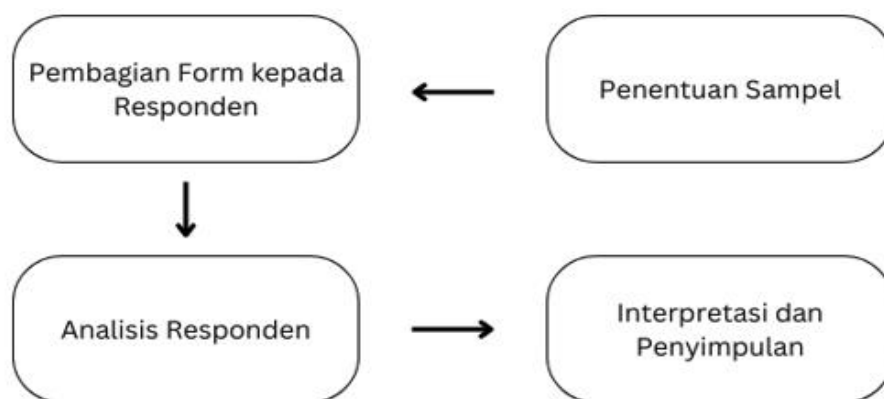 Pembagian Form kepada
Responden
Penentuan Sampel
Analisis Responden
Interpretasi dan
Penyimpulan